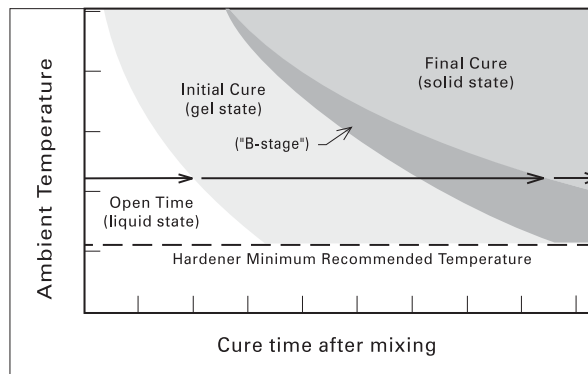 Final Cure
(solid state)
Initial Cure
(gel state)
("B-stage")
Open Time
(liquid state)
Hardener Minimum Recommended Temperature
Ambient Temperature
Cure time after mixing